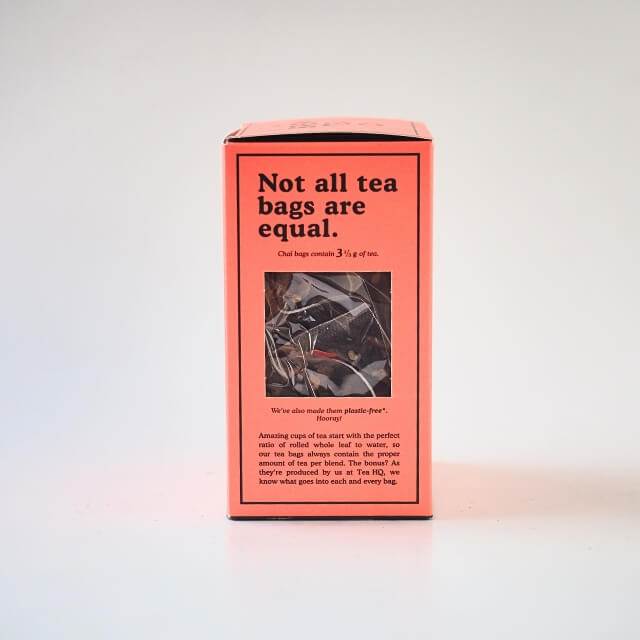 Not all tea
bags are
equal.
Chai bags contain 3 ⅓ g of tea.
We've also made them plastic-free*.
Hooray!
Amazing cups of tea start with the perfect
ratio of rolled whole leaf to water, so
our tea bags always contain the proper
amount of tea per blend. The bonus? As
they're produced by us at Tea HQ, we
know what goes into each and every bag.